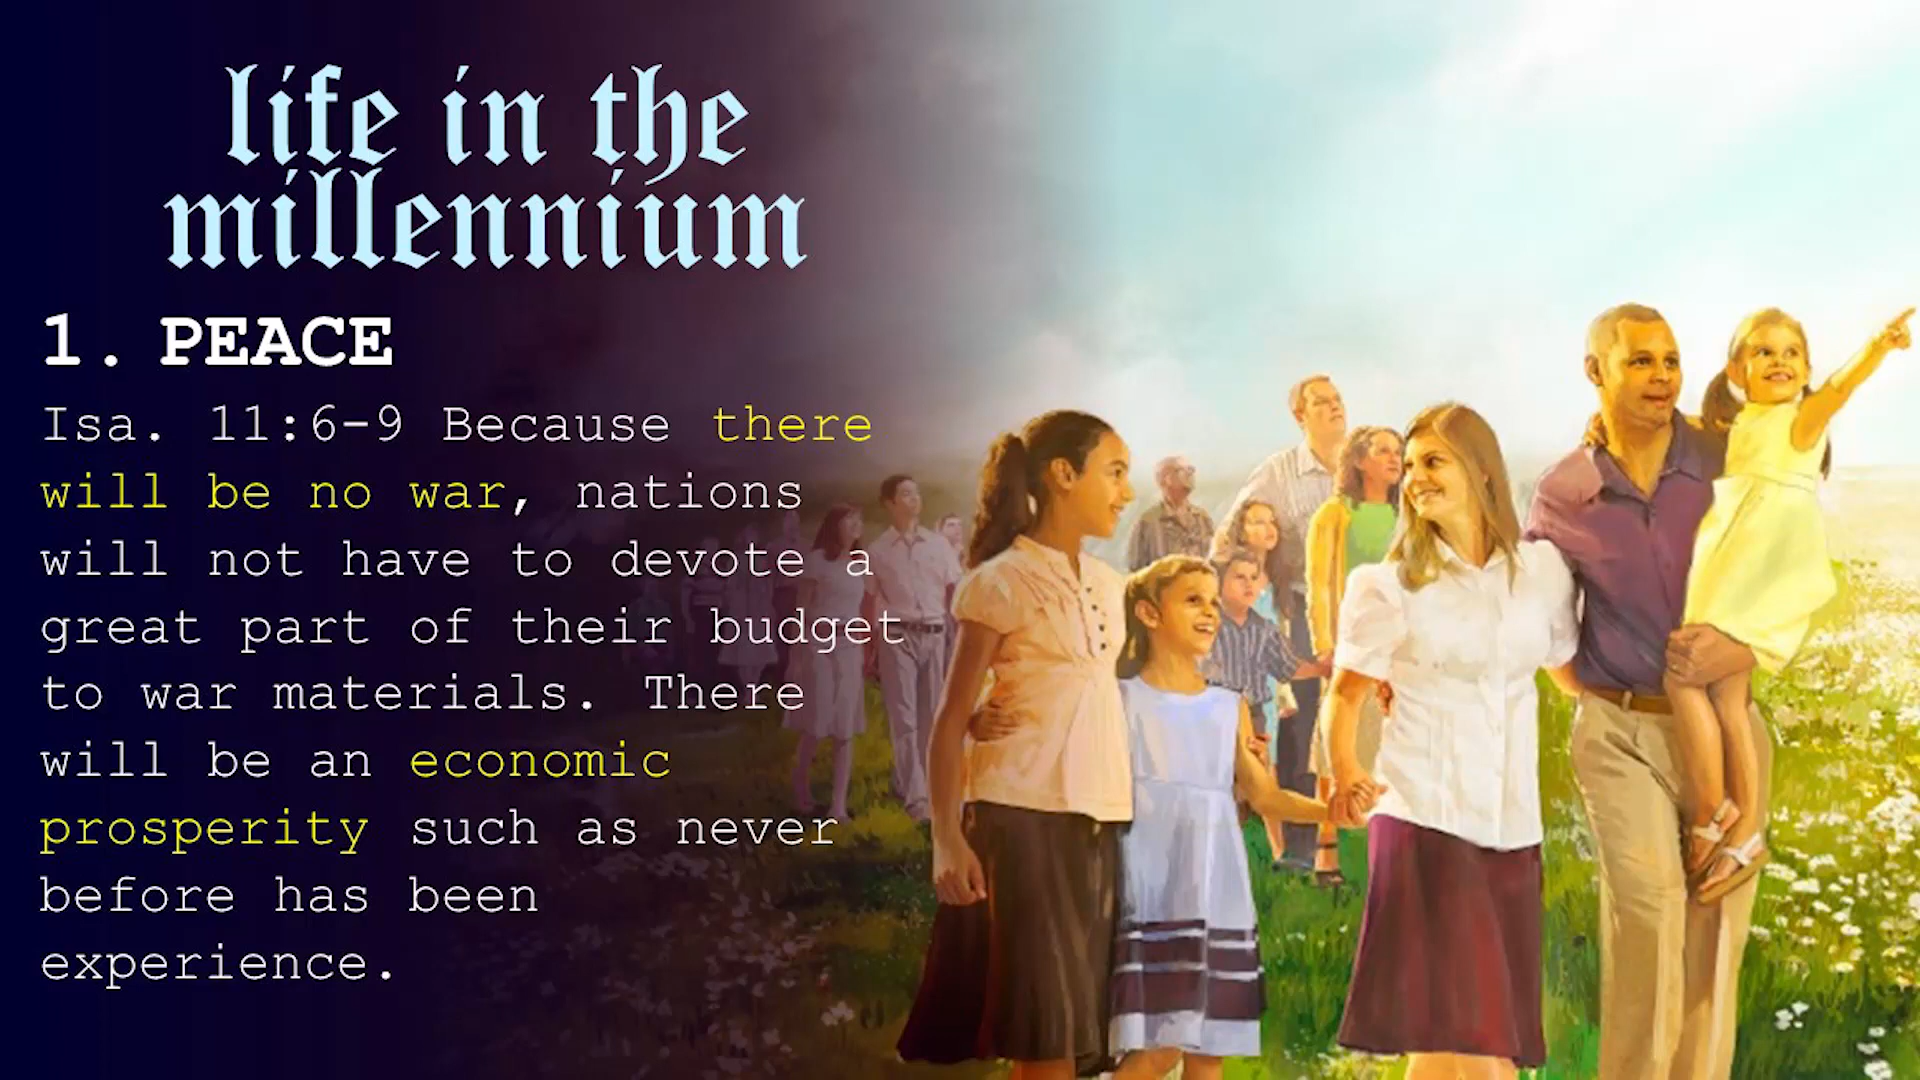 life in the
millennium
1. PEACE
Isa. 11:6-9 Because there
will be no war, nations
will not have to devote a
great part of their budget
to war materials. There
will be an economic
prosperity such as never
before has been
experience.